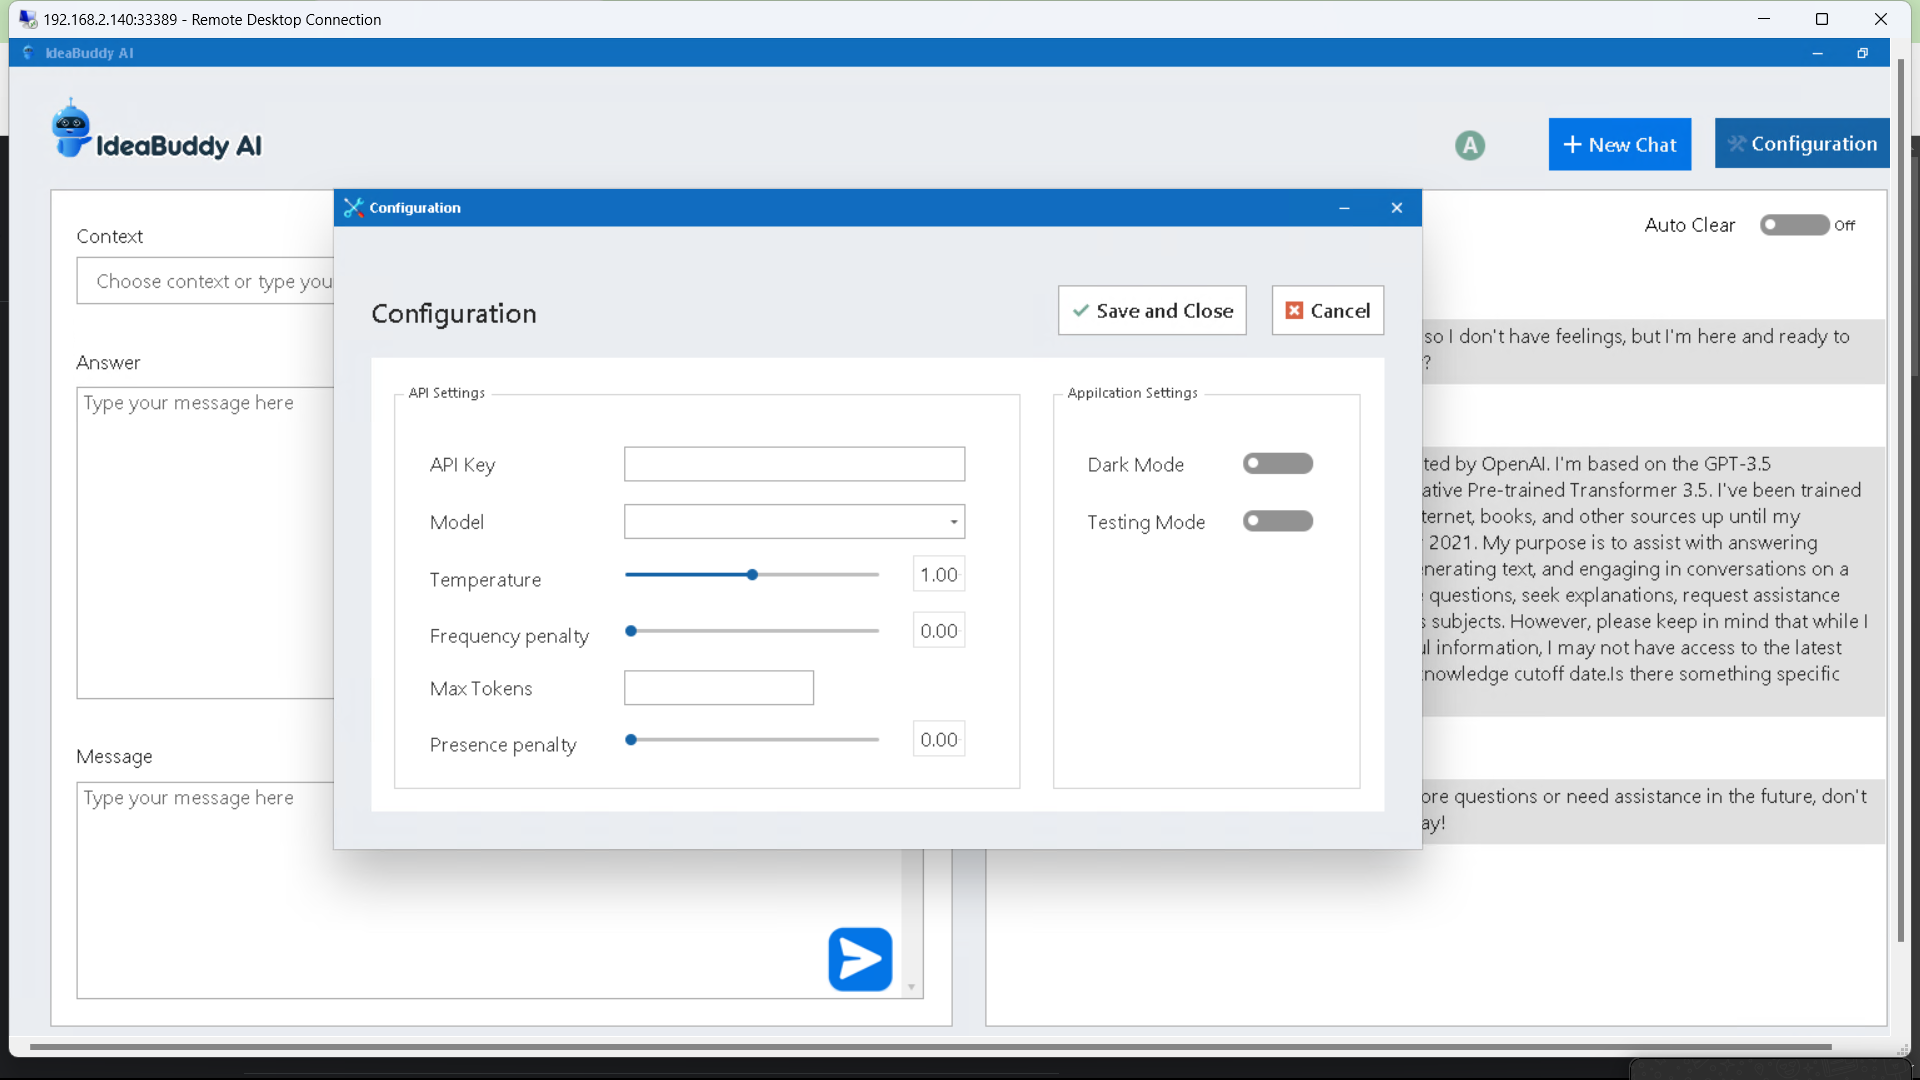 192.168.2.140:33389 - Remote Desktop Connection
IdeaBuddy AI
IdeaBuddy AI
A
+ New Chat
Configuration
Configuration
Context
Choose context or type you
Auto Clear
Off
Configuration
Save and Close
Cancel
Answer
Type your message here
API Settings
API Key
Model
Temperature
1.00
Frequency penalty
0.00
Max Tokens
Presence penalty
0.00
Appilcation Settings
Dark Mode
Testing Mode
so I don't have feelings, but I'm here and ready to
?
ted by OpenAI. I'm based on the GPT-3.5
ative Pre-trained Transformer 3.5. I've been trained
ternet, books, and other sources up until my
2021. My purpose is to assist with answering
nerating text, and engaging in conversations on a
questions, seek explanations, request assistance
s subjects. However, please keep in mind that while I
ul information, I may not have access to the latest
nowledge cutoff date.Is there something specific
ore questions or need assistance in the future, don't
ay!
Message
Type your message here